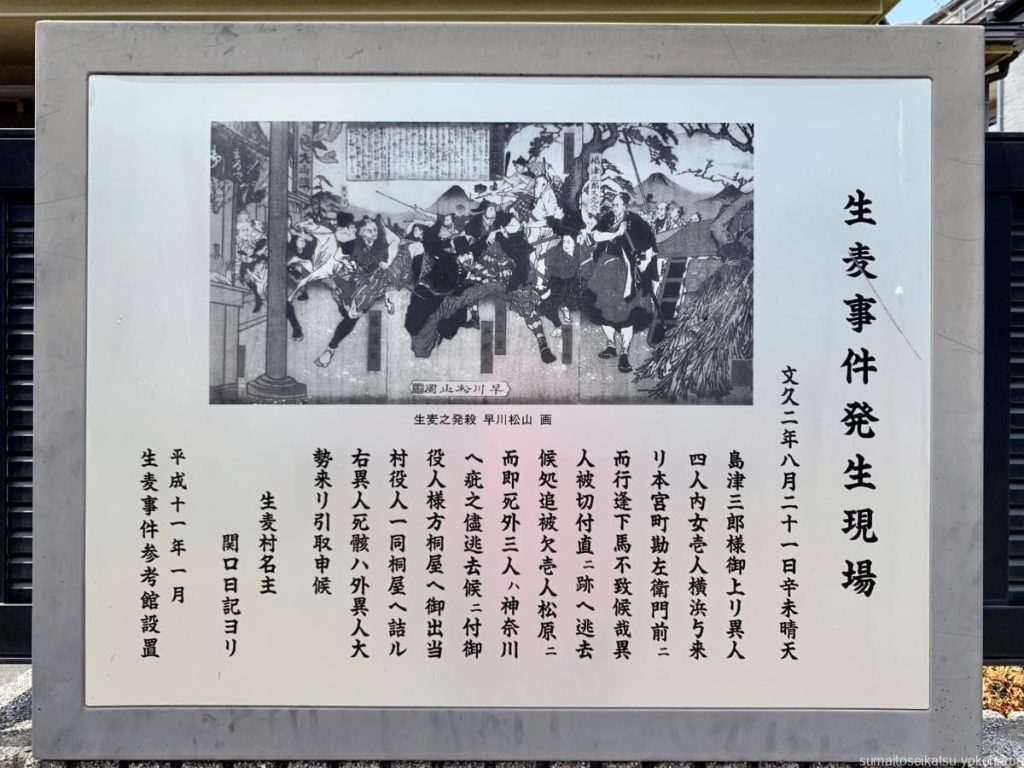 生麦事件発生現場
文久二年八月二十一日辛未晴天
島津三郎様御上リ異人
四人内女壱人横浜ゟ来
リ本宮町勘左衛門前ニ
而行逢下馬不致候哉異
人被切付直ニ跡へ逃去
候処追被欠壱人松原ニ
而即死外三人ハ神奈川
へ疵之儘逃去候ニ付御
役人様方桐屋へ御出当
村役人一同桐屋へ詰ル
右異人死骸ハ外異人大
勢来リ引取申候
生麦村名主
関口日記ヨリ
平成十一年一月
生麦事件参考館設置
早川松山画
生麦之発殺 早川松山 画
sumaitoseikatsu yokohama